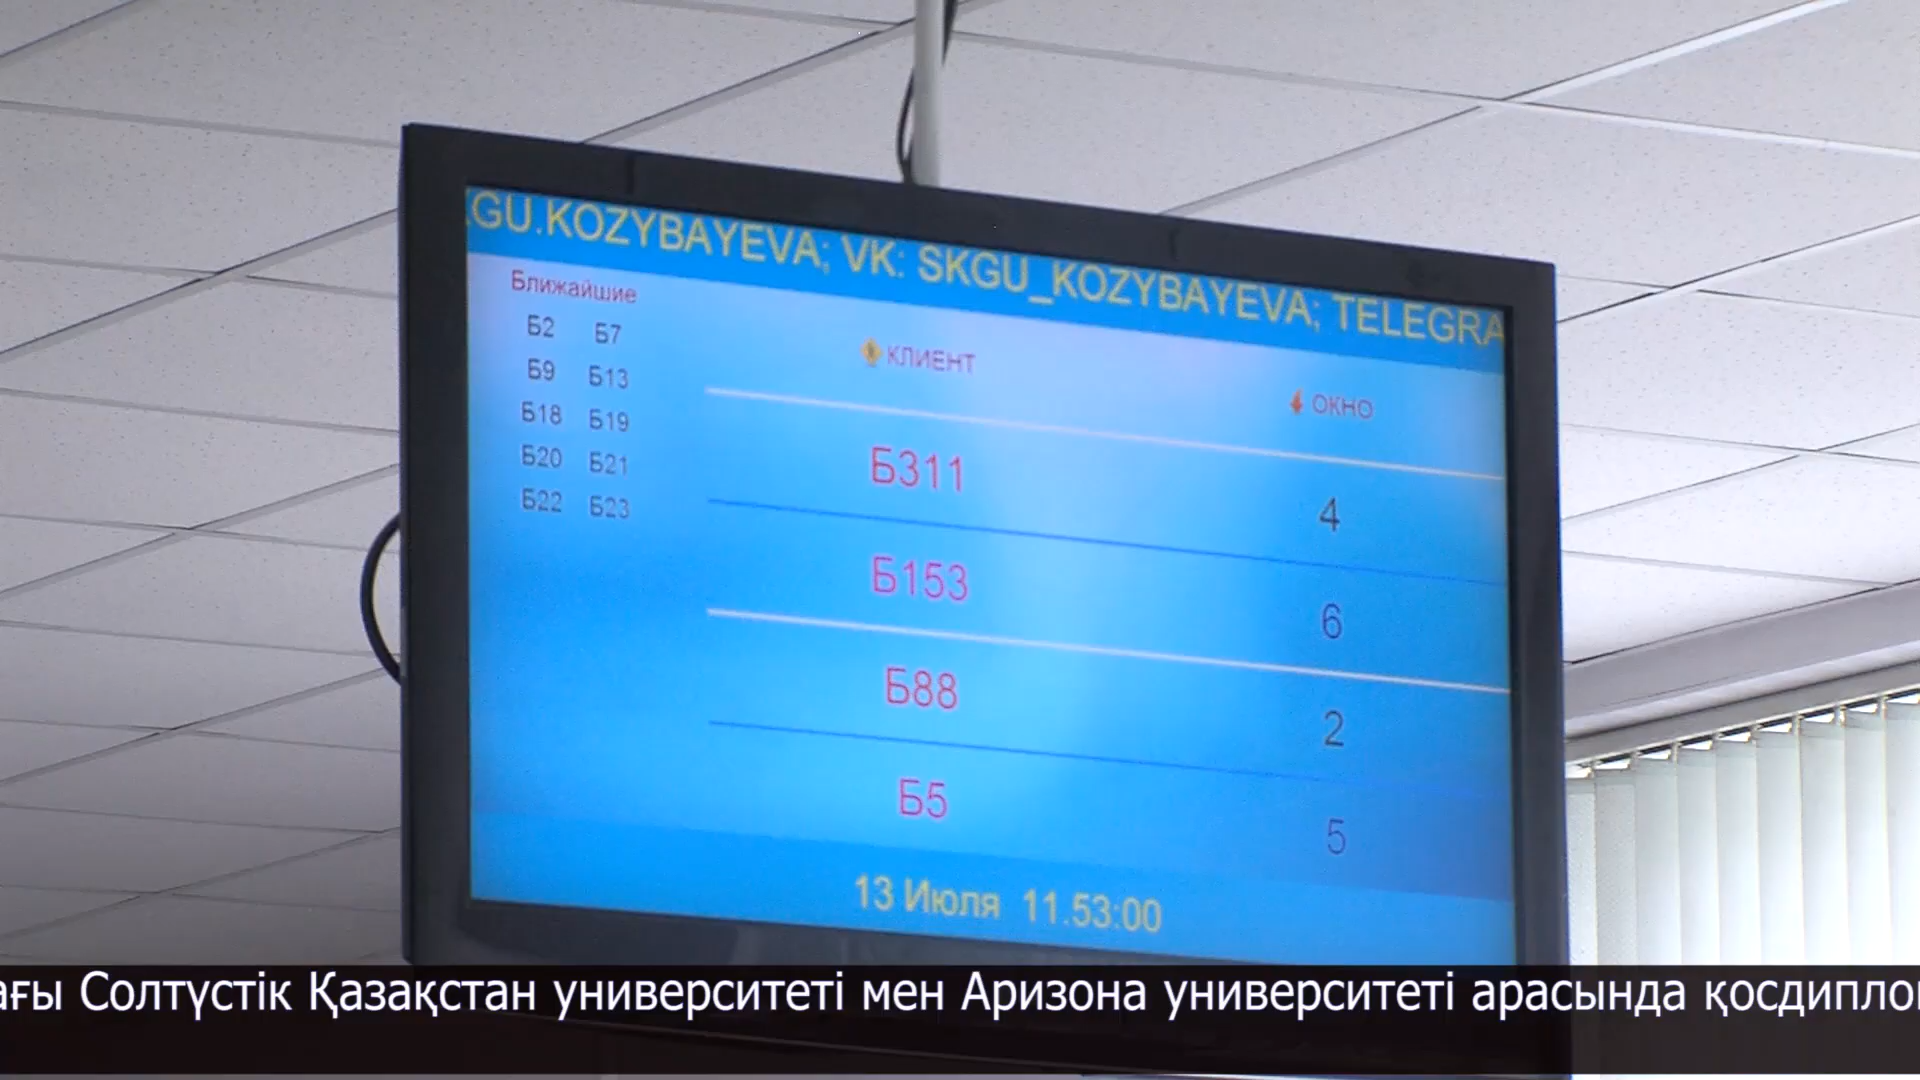 GU.KOZYBAYEVA; VK: SKGU_KOZYBAYEVA; TELEGRA
Ближайшие
Б2 Б7
Б9 Б13
Б18 Б19
Б20 Б21
Б22 Б23
КЛИЕНТ ОКНО
Б311 4
Б153 6
Б88 2
Б5 5
13 Июля 11.53:00
ағы Солтүстік Қазақстан университеті мен Аризона университеті арасында қосдипло